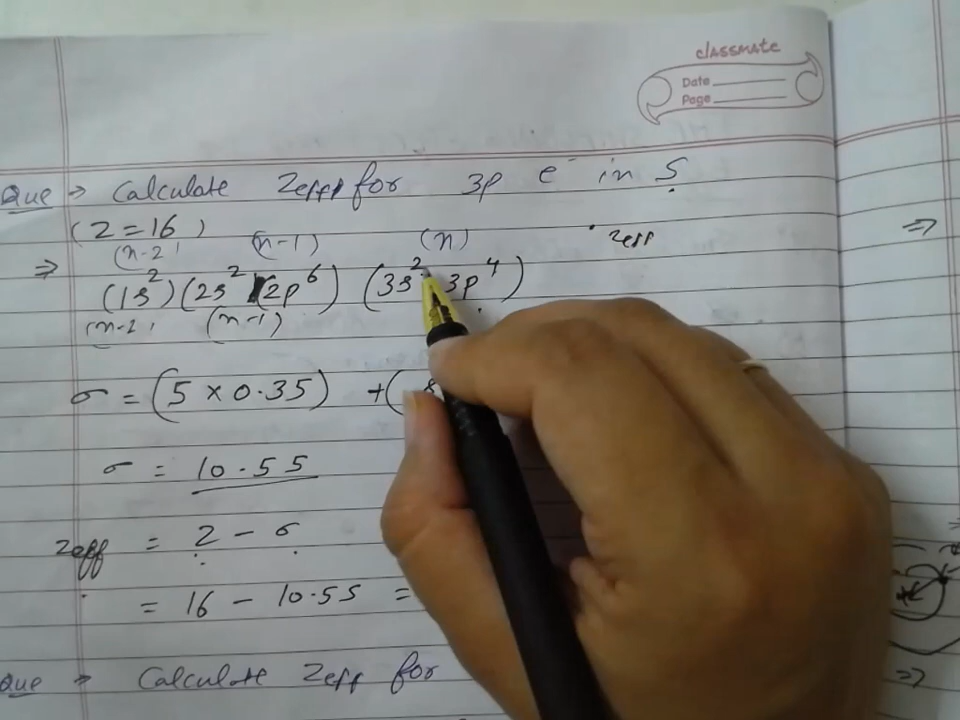 classmate
Date
Page
Que ⇒ Calculate Zeff for 3p e⁻ in S
(Z = 16)
(n-2) (n-1) (n) Zeff
⇒ (1s²)(2s² 2p⁶) (3s² 3p⁴)
(n-2) (n-1)
σ = (5 × 0.35) + (8
σ = 10.55
Zeff = Z - σ
= 16 - 10.55 =
Que ⇒ Calculate Zeff for